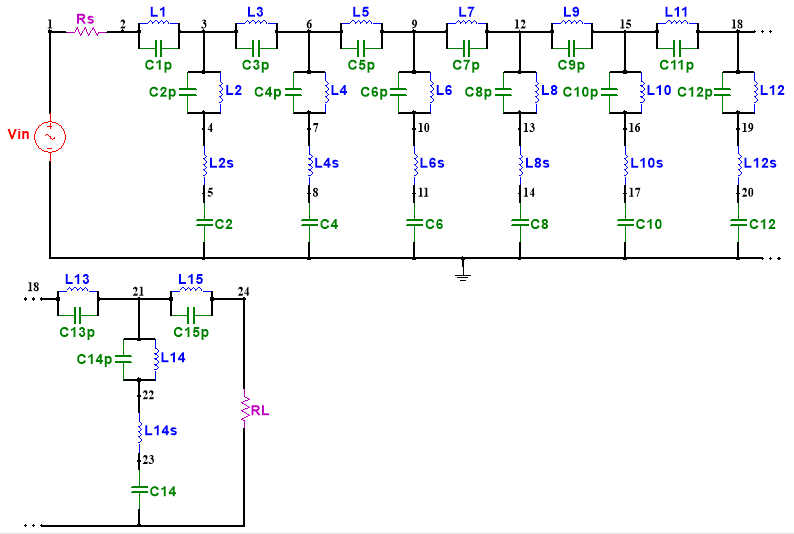 L1 L3 L5 L7 L9 L11
1 Rs 2 3 6 9 12 15 18
C1p C3p C5p C7p C9p C11p
C2p L2 C4p L4 C6p L6 C8p L8 C10p L10 C12p L12
Vin 4 7 10 13 16 19
L2s L4s L6s L8s L10s L12s
5 8 11 14 17 20
C2 C4 C6 C8 C10 C12
L13 L15
18 21 24
C13p C15p
C14p L14
22
RL
L14s
23
C14